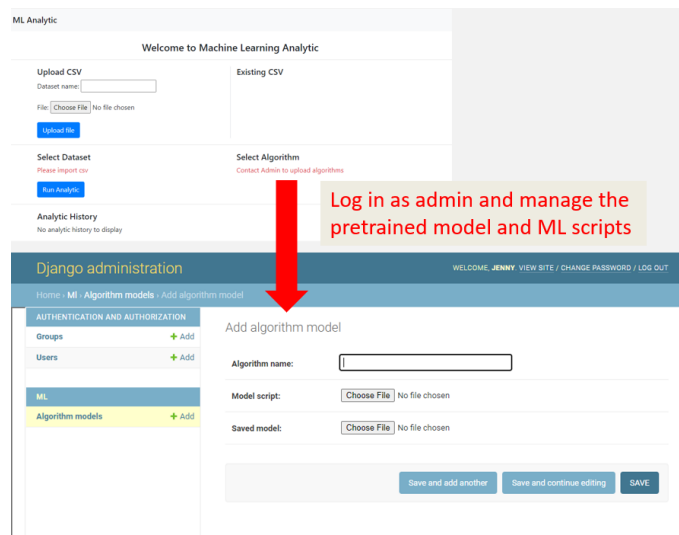 ML Analytic
Welcome to Machine Learning Analytic
Upload CSV
Existing CSV
Dataset name:
File: Choose File No file chosen
Upload file
Select Dataset
Select Algorithm
Please import csv
Contact Admin to upload algorithms
Run Analytic
Log in as admin and manage the
pretrained model and ML scripts
Analytic History
No analytic history to display
Django administration
WELCOME, JENNY. VIEW SITE / CHANGE PASSWORD / LOG OUT
Home › Ml › Algorithm models › Add algorithm model
AUTHENTICATION AND AUTHORIZATION
Groups + Add
Users + Add
ML
Algorithm models + Add
Add algorithm model
Algorithm name:
Model script: Choose File No file chosen
Saved model: Choose File No file chosen
Save and add another
Save and continue editing
SAVE